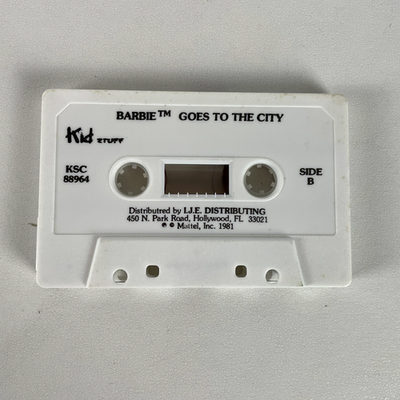 BARBIE™ GOES TO THE CITY
Kid STUFF
KSC
88964
SIDE
B
Distributred by I.J.E. DISTRIBUTING
450 N. Park Road, Hollywood, FL 33021
℗ © Mattel, Inc. 1981